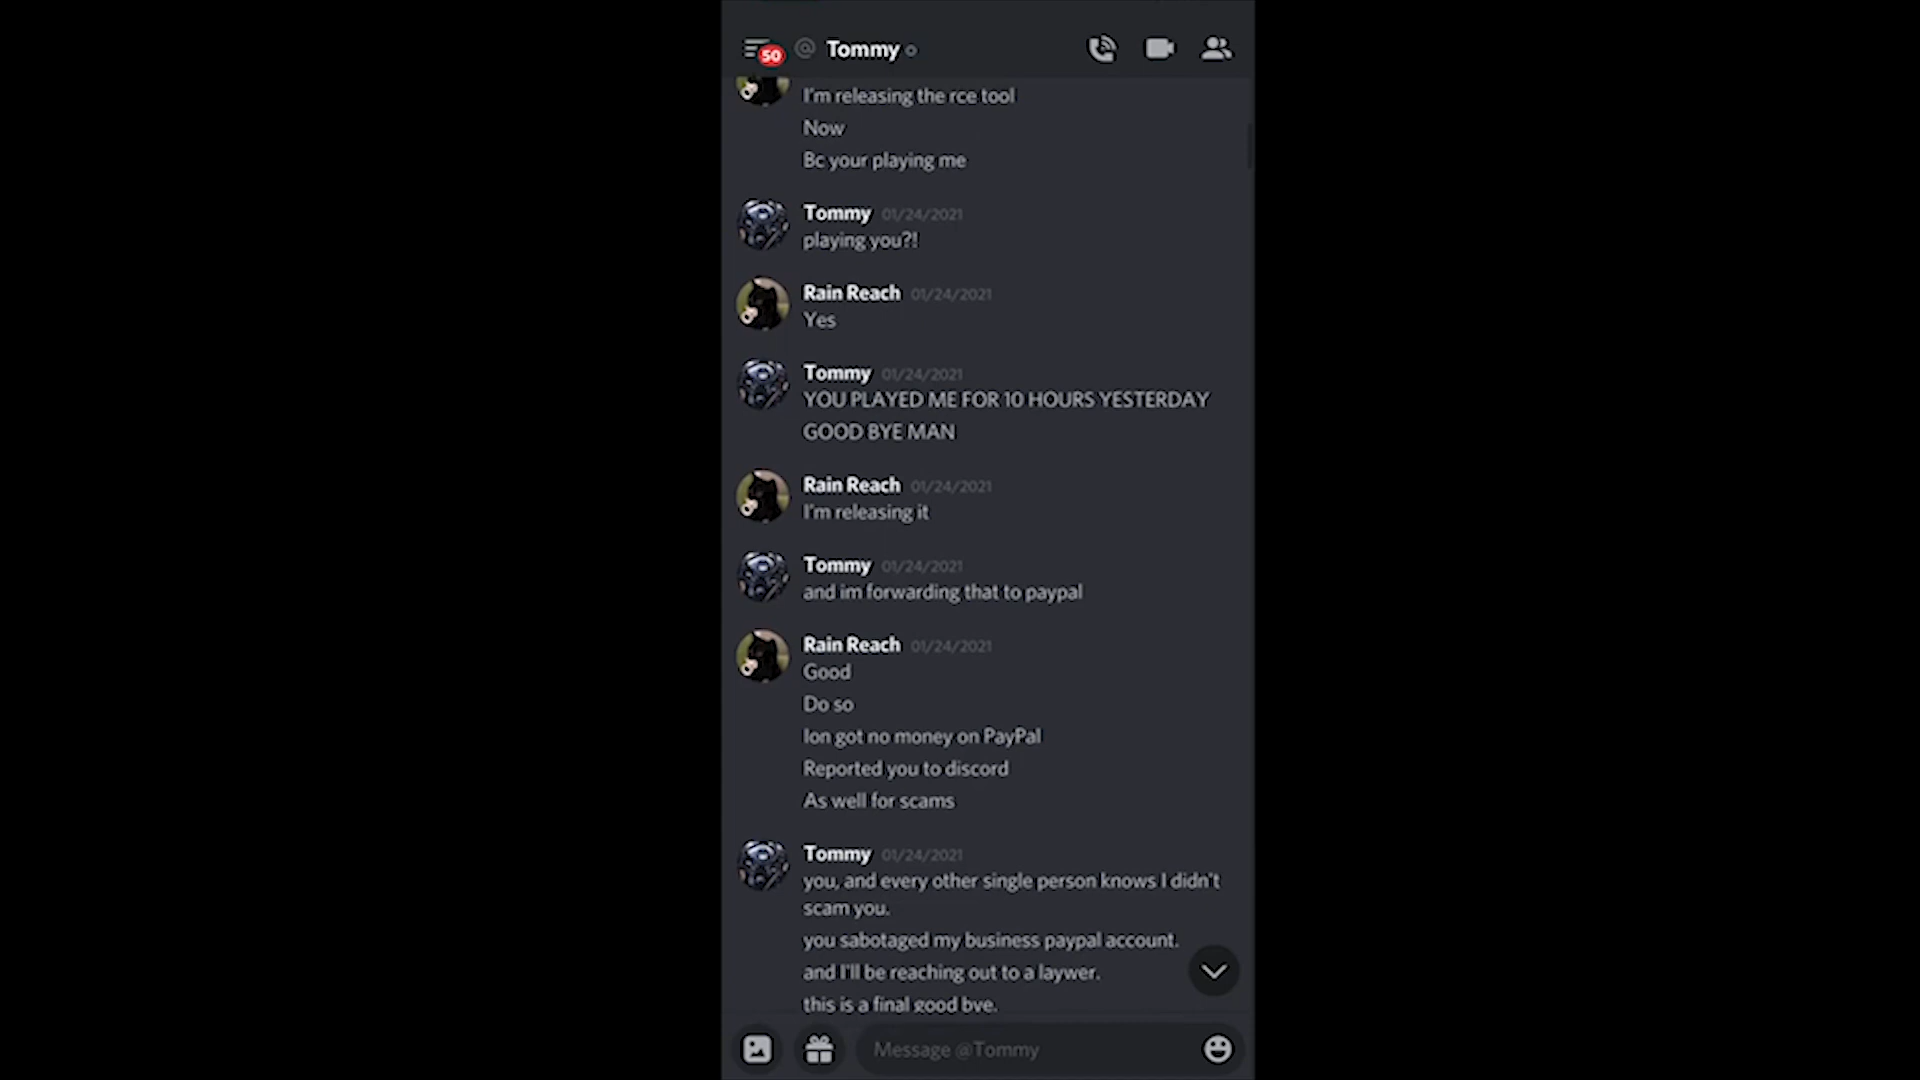 50
@ Tommy
I'm releasing the rce tool
Now
Bc your playing me
Tommy 01/24/2021
playing you?!
Rain Reach 01/24/2021
Yes
Tommy 01/24/2021
YOU PLAYED ME FOR 10 HOURS YESTERDAY
GOOD BYE MAN
Rain Reach 01/24/2021
I'm releasing it
Tommy 01/24/2021
and im forwarding that to paypal
Rain Reach 01/24/2021
Good
Do so
Ion got no money on PayPal
Reported you to discord
As well for scams
Tommy 01/24/2021
you, and every other single person knows I didn't
scam you.
you sabotaged my business paypal account.
and I'll be reaching out to a laywer.
this is a final good bye.
Message @Tommy